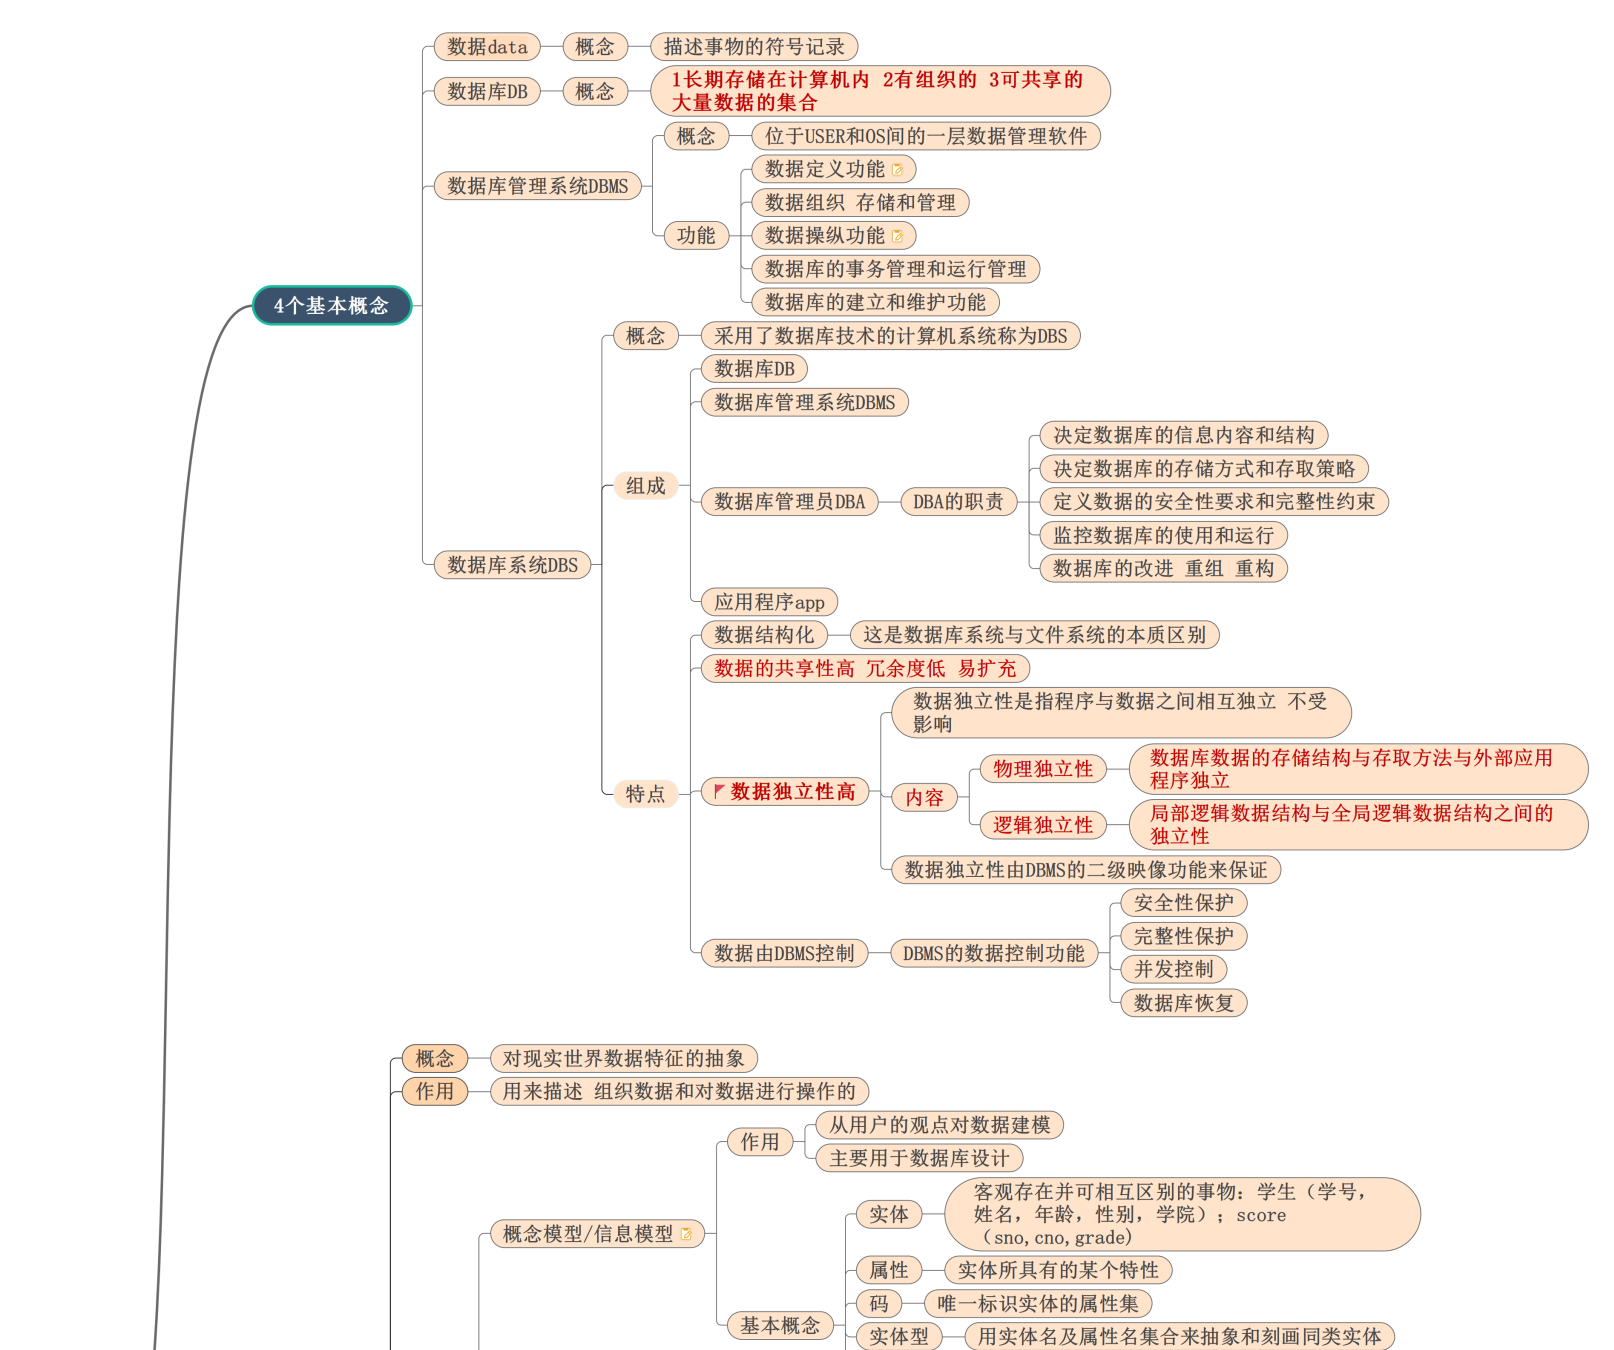 数据data
概念
描述事物的符号记录
数据库DB
概念
1长期存储在计算机内 2有组织的 3可共享的
大量数据的集合
概念
位于USER和OS间的一层数据管理软件
数据定义功能
数据库管理系统DBMS
数据组织 存储和管理
功能
数据操纵功能
数据库的事务管理和运行管理
数据库的建立和维护功能
4个基本概念
概念
采用了数据库技术的计算机系统称为DBS
数据库DB
数据库管理系统DBMS
决定数据库的信息内容和结构
决定数据库的存储方式和存取策略
组成
数据库管理员DBA
DBA的职责
定义数据的安全性要求和完整性约束
监控数据库的使用和运行
数据库系统DBS
数据库的改进 重组 重构
应用程序app
数据结构化
这是数据库系统与文件系统的本质区别
数据的共享性高 冗余度低 易扩充
数据独立性是指程序与数据之间相互独立 不受
影响
物理独立性
数据库数据的存储结构与存取方法与外部应用
程序独立
特点
数据独立性高
内容
逻辑独立性
局部逻辑数据结构与全局逻辑数据结构之间的
独立性
数据独立性由DBMS的二级映像功能来保证
安全性保护
完整性保护
数据由DBMS控制
DBMS的数据控制功能
并发控制
数据库恢复
概念
对现实世界数据特征的抽象
作用
用来描述 组织数据和对数据进行操作的
作用
从用户的观点对数据建模
主要用于数据库设计
概念模型/信息模型
实体
客观存在并可相互区别的事物：学生（学号，
姓名，年龄，性别，学院）；score
（sno,cno,grade)
属性
实体所具有的某个特性
码
唯一标识实体的属性集
基本概念
实体型
用实体名及属性名集合来抽象和刻画同类实体